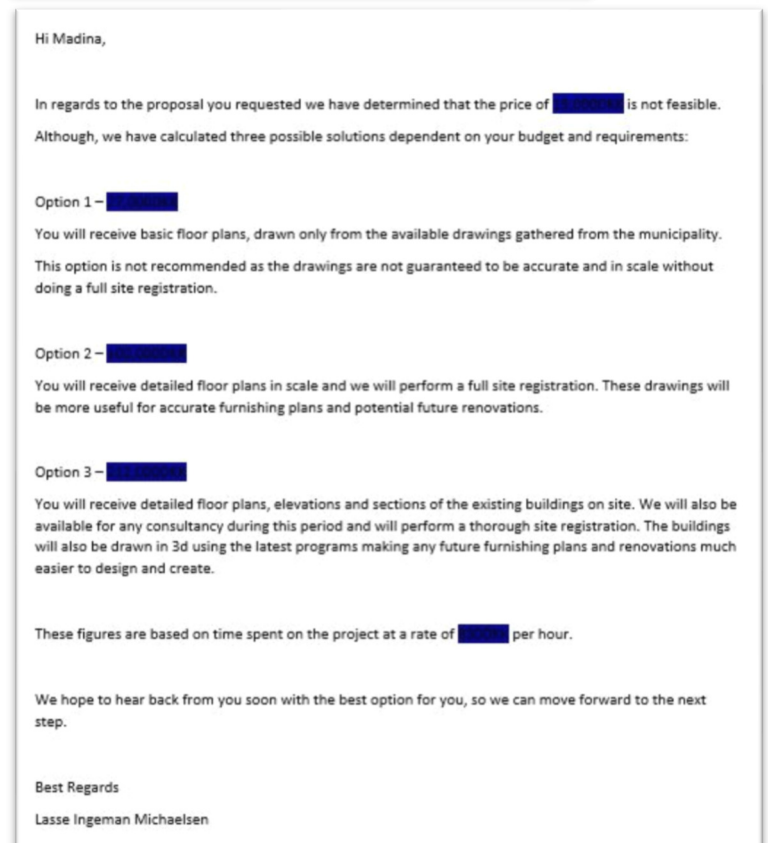 Hi Madina,
In regards to the proposal you requested we have determined that the price of is not feasible.
Although, we have calculated three possible solutions dependent on your budget and requirements:
Option 1 –
You will receive basic floor plans, drawn only from the available drawings gathered from the municipality.
This option is not recommended as the drawings are not guaranteed to be accurate and in scale without
doing a full site registration.
Option 2 –
You will receive detailed floor plans in scale and we will perform a full site registration. These drawings will
be more useful for accurate furnishing plans and potential future renovations.
Option 3 –
You will receive detailed floor plans, elevations and sections of the existing buildings on site. We will also be
available for any consultancy during this period and will perform a thorough site registration. The buildings
will also be drawn in 3d using the latest programs making any future furnishing plans and renovations much
easier to design and create.
These figures are based on time spent on the project at a rate of per hour.
We hope to hear back from you soon with the best option for you, so we can move forward to the next
step.
Best Regards
Lasse Ingeman Michaelsen